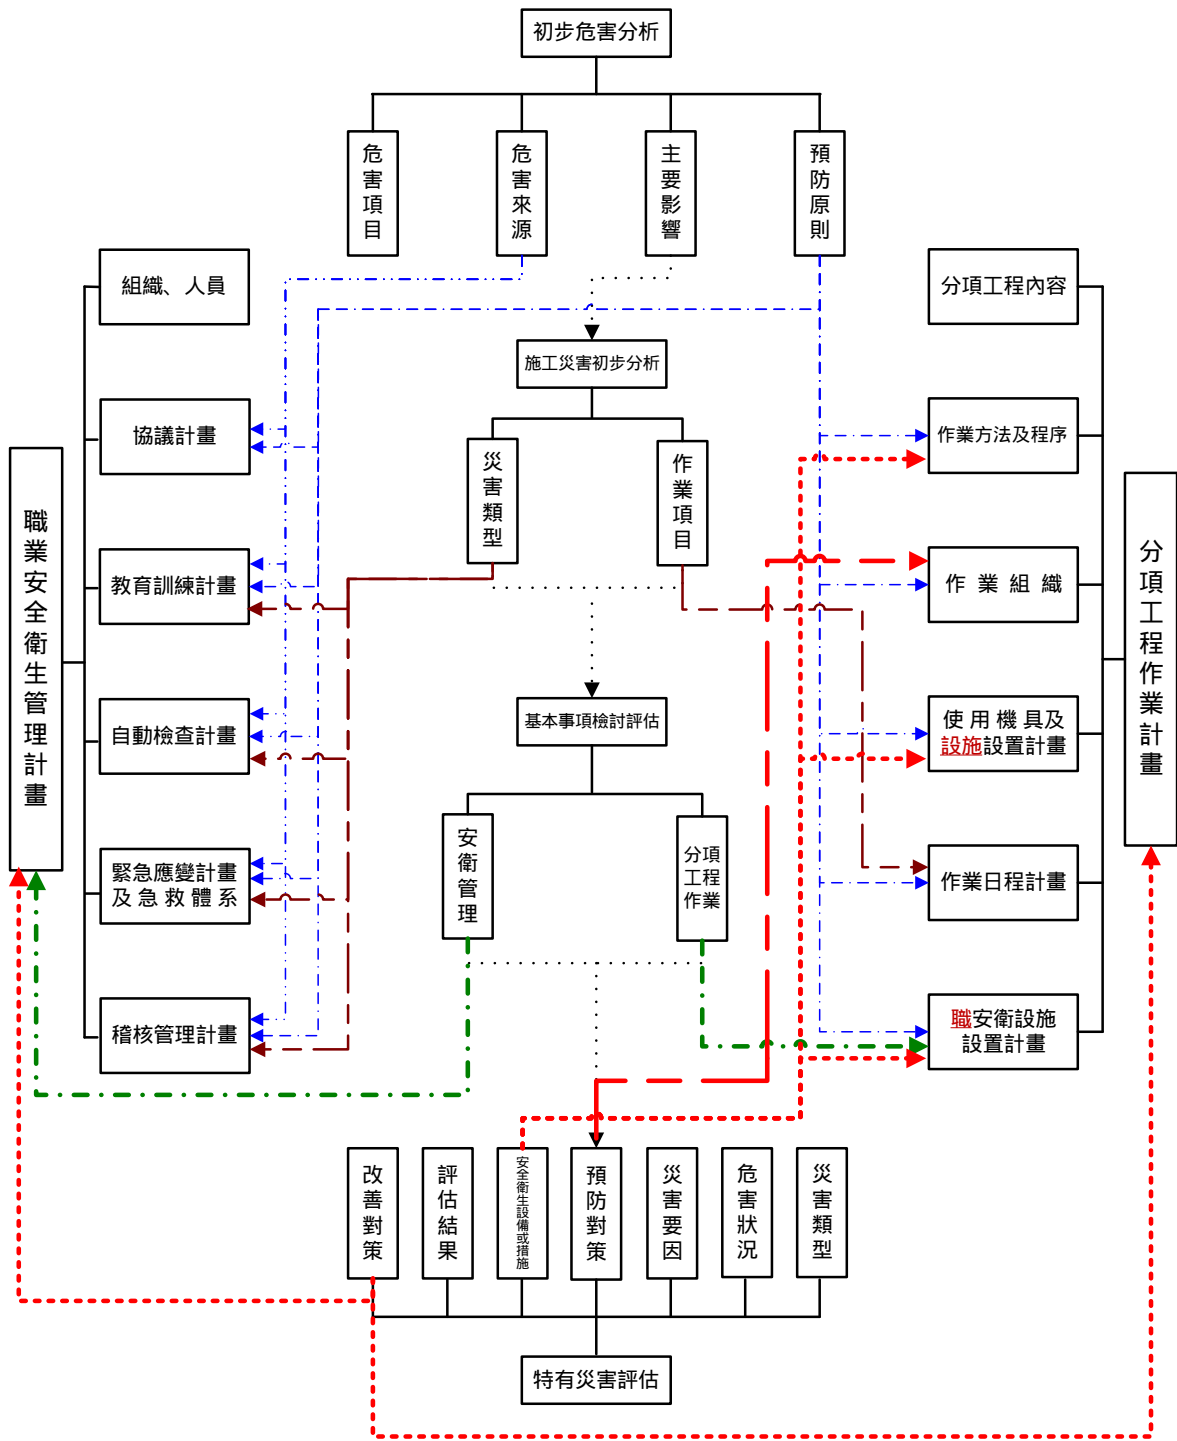 初步危害分析
危害項目
危害來源
主要影響
預防原則
組織、人員
分項工程內容
施工災害初步分析
協議計畫
作業方法及程序
災害類型
作業項目
職業安全衛生管理計畫
分項工程作業計畫
教育訓練計畫
作業組織
自動檢查計畫
基本事項檢討評估
使用機具及
設施設置計畫
安衛管理
分項
工程
作業
緊急應變計畫
及急救體系
作業日程計畫
稽核管理計畫
職安衛設施
設置計畫
改善對策
評估結果
安全衛生設備或措施
預防對策
災害要因
危害狀況
災害類型
特有災害評估